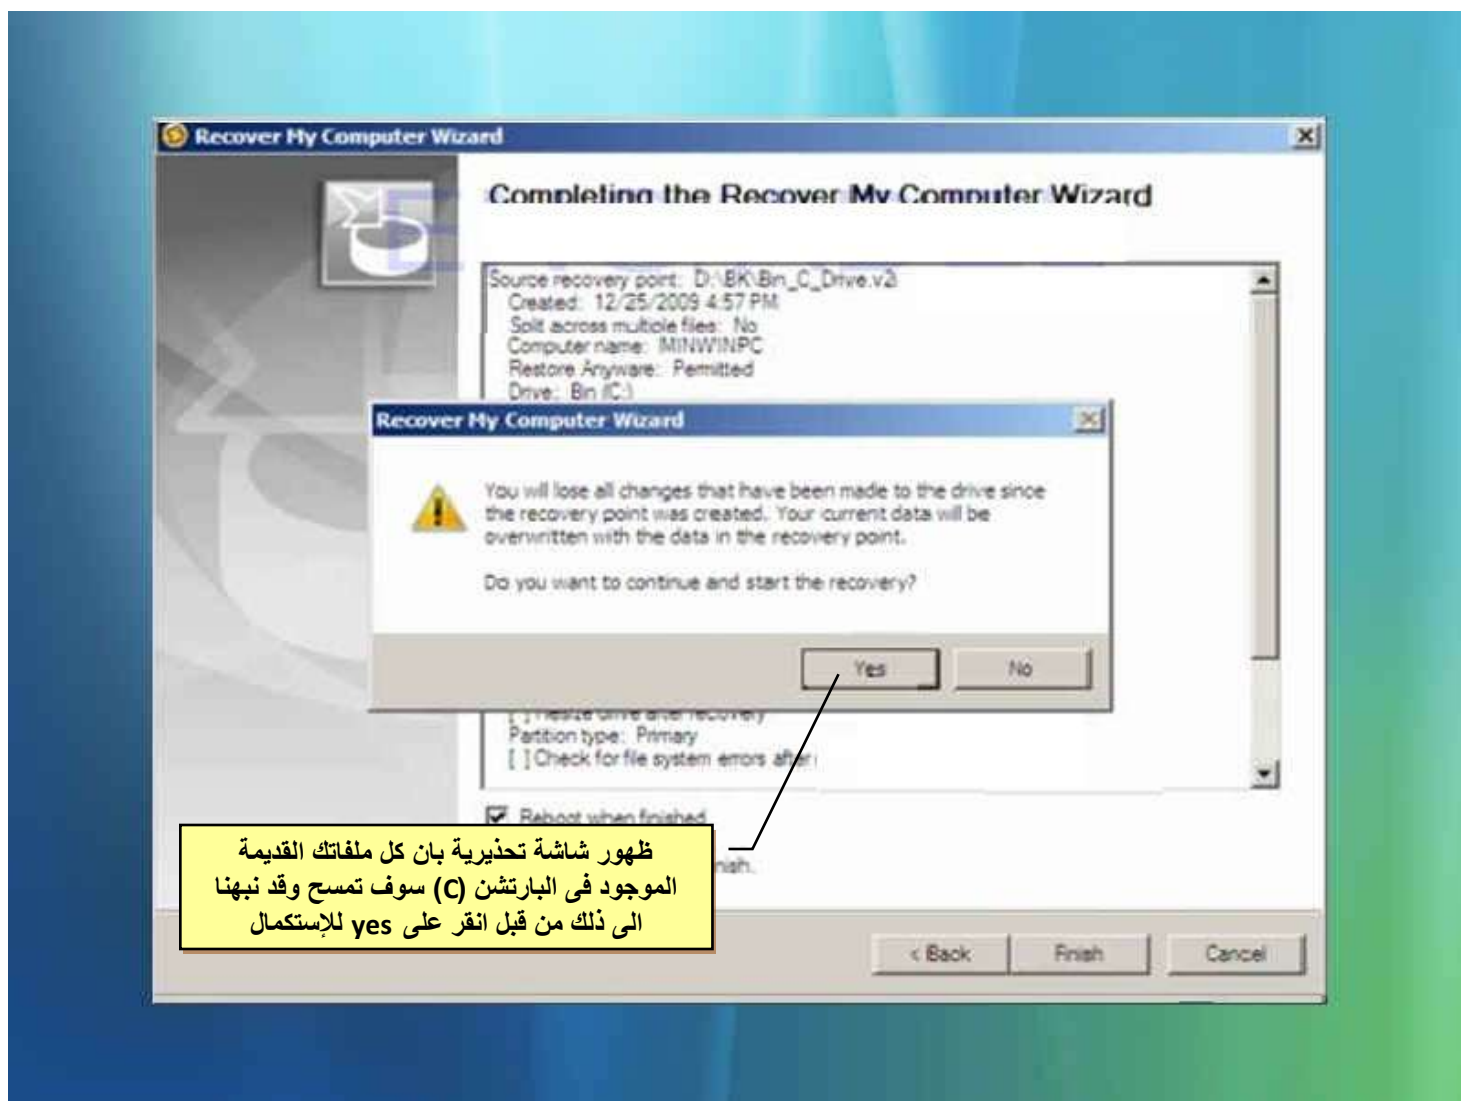 Recover My Computer Wizard
Completing the Recover My Computer Wizard
Source recovery point: D:\BK\Bin_C_Drive.v2i
Created: 12/25/2009 4:57 PM
Split across multiple files: No
Computer name: MINWINPC
Restore Anyware: Permitted
Drive: Bin (C:)
Recover My Computer Wizard
You will lose all changes that have been made to the drive since
the recovery point was created. Your current data will be
overwritten with the data in the recovery point.
Do you want to continue and start the recovery?
Yes
No
[ ] Resize drive after recovery
Partition type: Primary
[ ] Check for file system errors after
Reboot when finished
ظهور شاشة تحذيرية بان كل ملفاتك القديمة
الموجود فى البارتشن (C) سوف تمسح وقد نبهنا
الى ذلك من قبل انقر على yes للإستكمال
< Back
Finish
Cancel